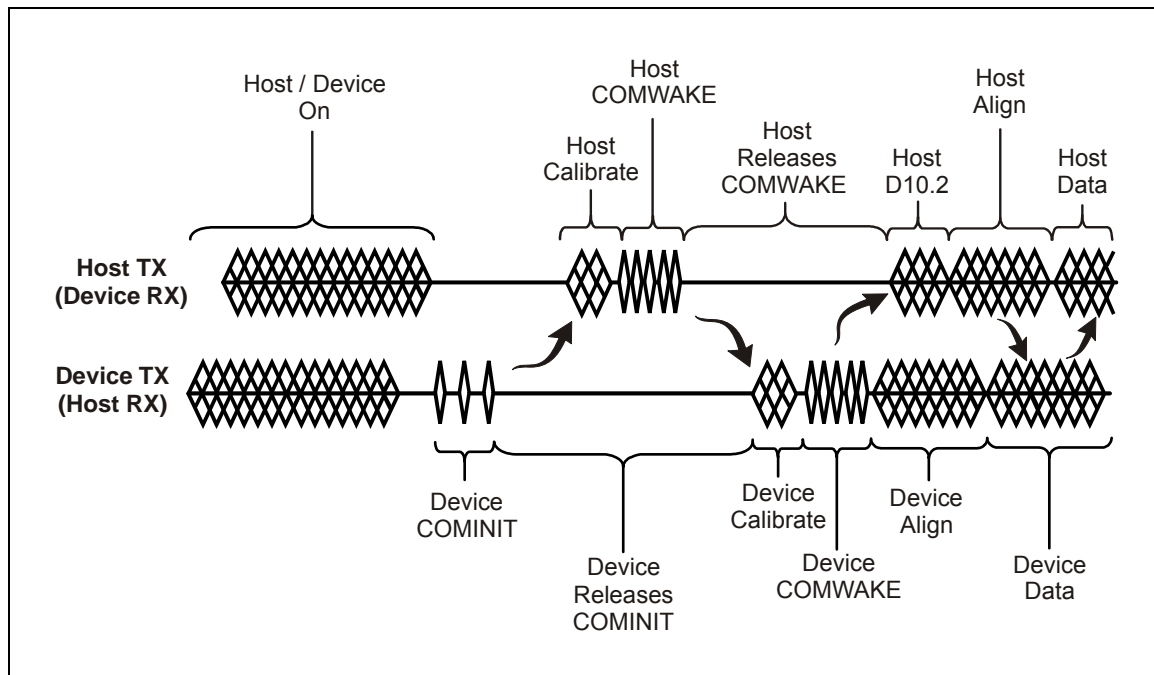 Host / Device
On
Host
COMWAKE
Host
Calibrate
Host
Releases
COMWAKE
Host
D10.2
Host
Align
Host
Data
Host TX
(Device RX)
Device TX
(Host RX)
Device
COMINIT
Device
Releases
COMINIT
Device
Calibrate
Device
COMWAKE
Device
Align
Device
Data